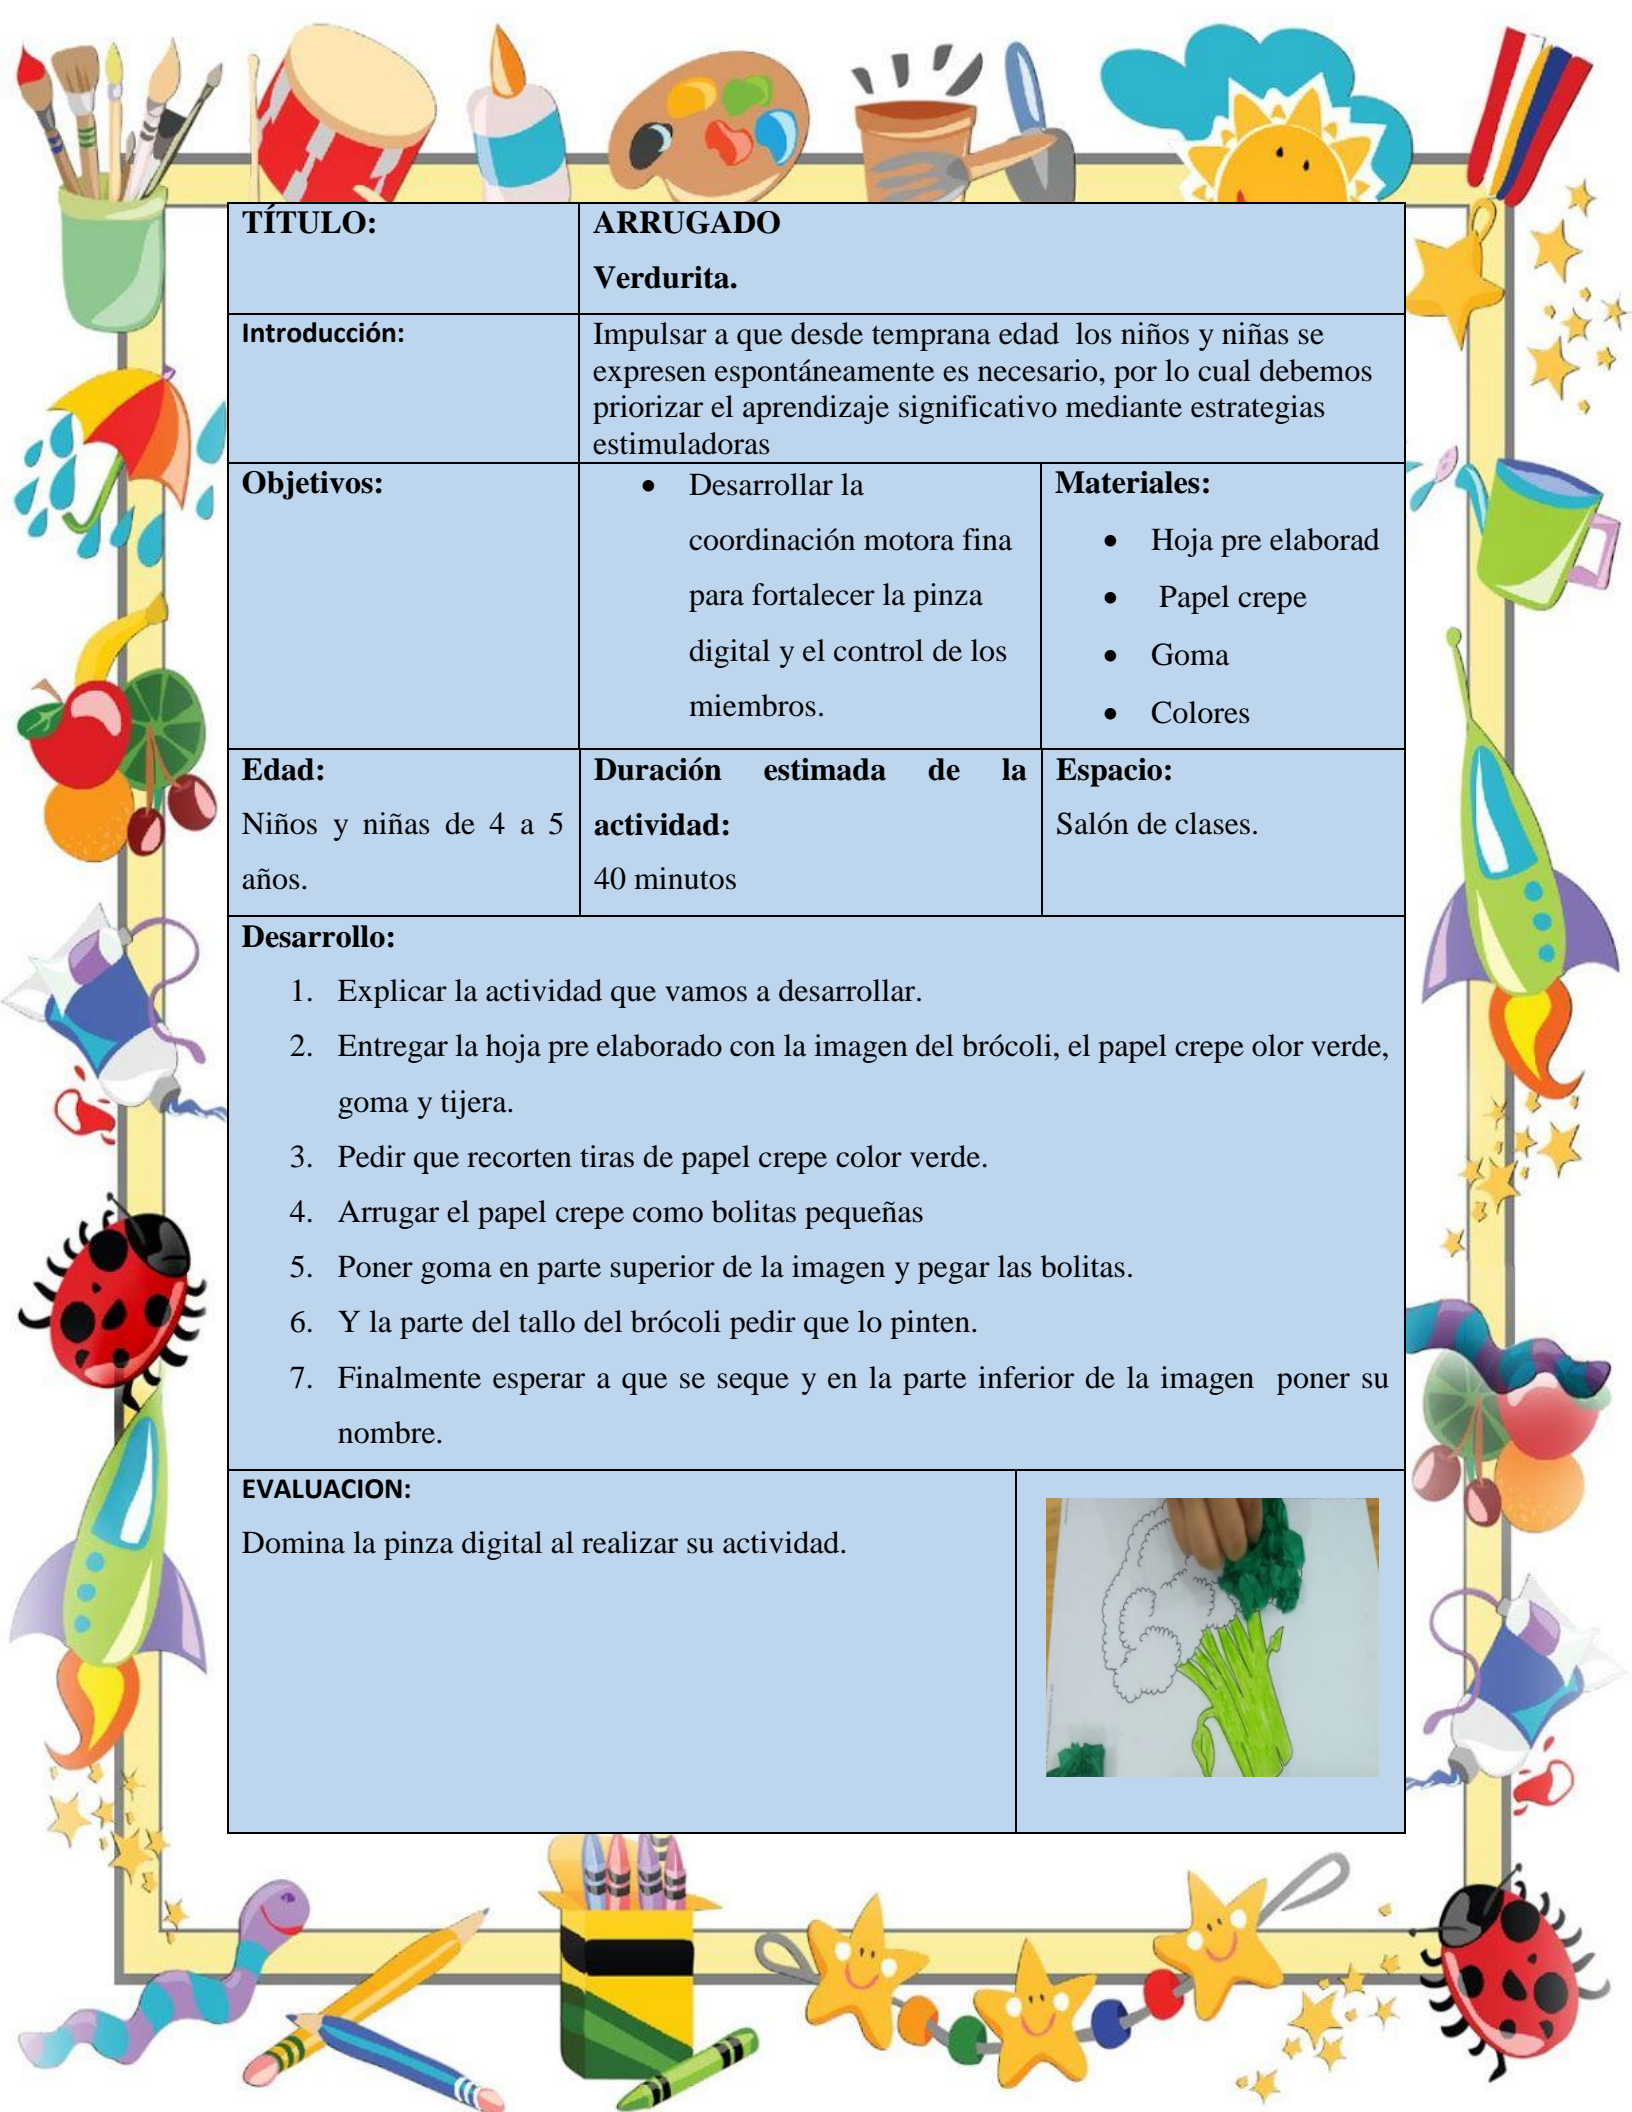 TÍTULO:
ARRUGADO
Verdurita.
Introducción:
Impulsar a que desde temprana edad los niños y niñas se
expresen espontáneamente es necesario, por lo cual debemos
priorizar el aprendizaje significativo mediante estrategias
estimuladoras
Objetivos:
• Desarrollar la
coordinación motora fina
para fortalecer la pinza
digital y el control de los
miembros.
Materiales:
• Hoja pre elaborad
• Papel crepe
• Goma
• Colores
Edad:
Niños y niñas de 4 a 5
años.
Duración estimada de la
actividad:
40 minutos
Espacio:
Salón de clases.
Desarrollo:
1. Explicar la actividad que vamos a desarrollar.
2. Entregar la hoja pre elaborado con la imagen del brócoli, el papel crepe olor verde,
goma y tijera.
3. Pedir que recorten tiras de papel crepe color verde.
4. Arrugar el papel crepe como bolitas pequeñas
5. Poner goma en parte superior de la imagen y pegar las bolitas.
6. Y la parte del tallo del brócoli pedir que lo pinten.
7. Finalmente esperar a que se seque y en la parte inferior de la imagen poner su
nombre.
EVALUACION:
Domina la pinza digital al realizar su actividad.